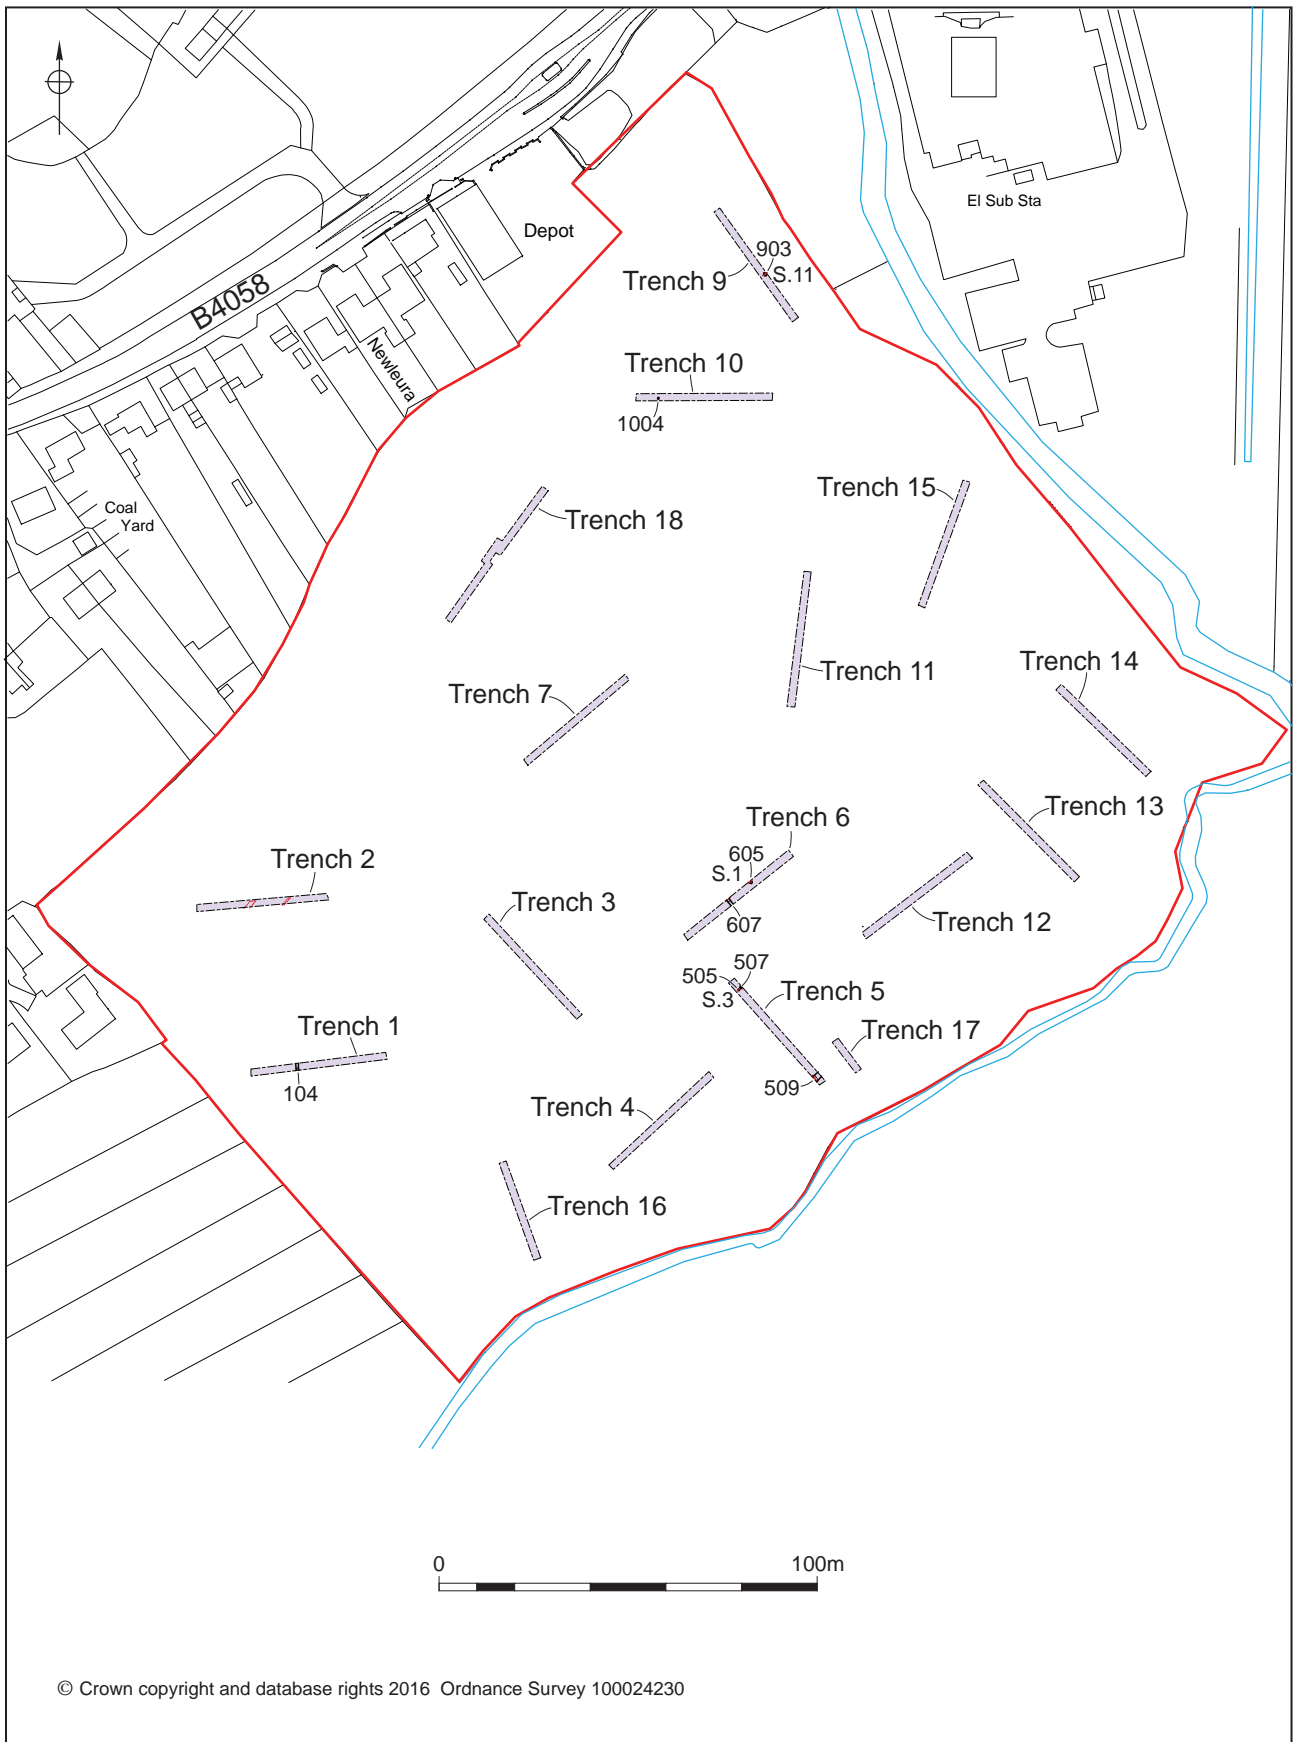 El Sub Sta
Depot
903
Trench 9
S.11
B4058
Newleura
Trench 10
1004
Trench 15
Coal
Yard
Trench 18
Trench 14
Trench 11
Trench 7
Trench 13
Trench 6
Trench 2
605
S.1
Trench 3
607
Trench 12
507
505
S.3
Trench 5
Trench 1
Trench 17
104
509
Trench 4
Trench 16
0
100m
© Crown copyright and database rights 2016 Ordnance Survey 100024230